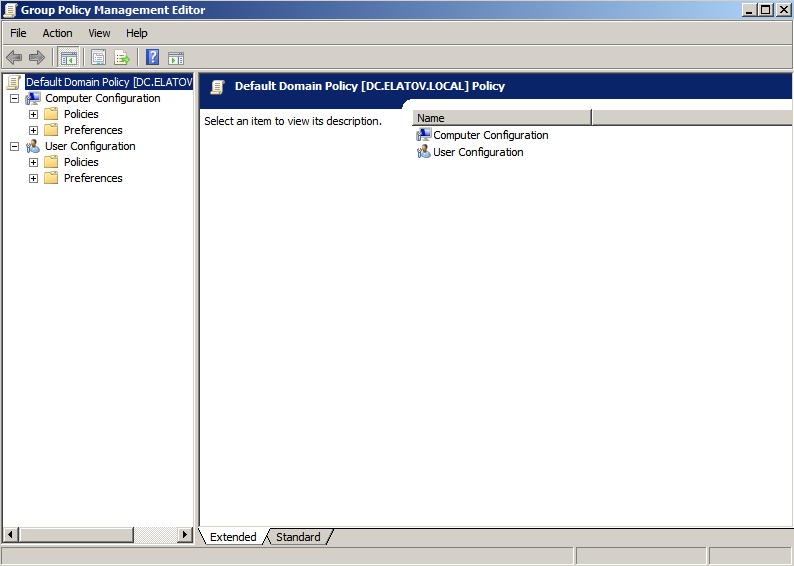 Group Policy Management Editor
File Action View Help
Default Domain Policy [DC.ELATOV
Computer Configuration
Policies
Preferences
User Configuration
Policies
Preferences
Default Domain Policy [DC.ELATOV.LOCAL] Policy
Select an item to view its description.
Name
Computer Configuration
User Configuration
Extended Standard